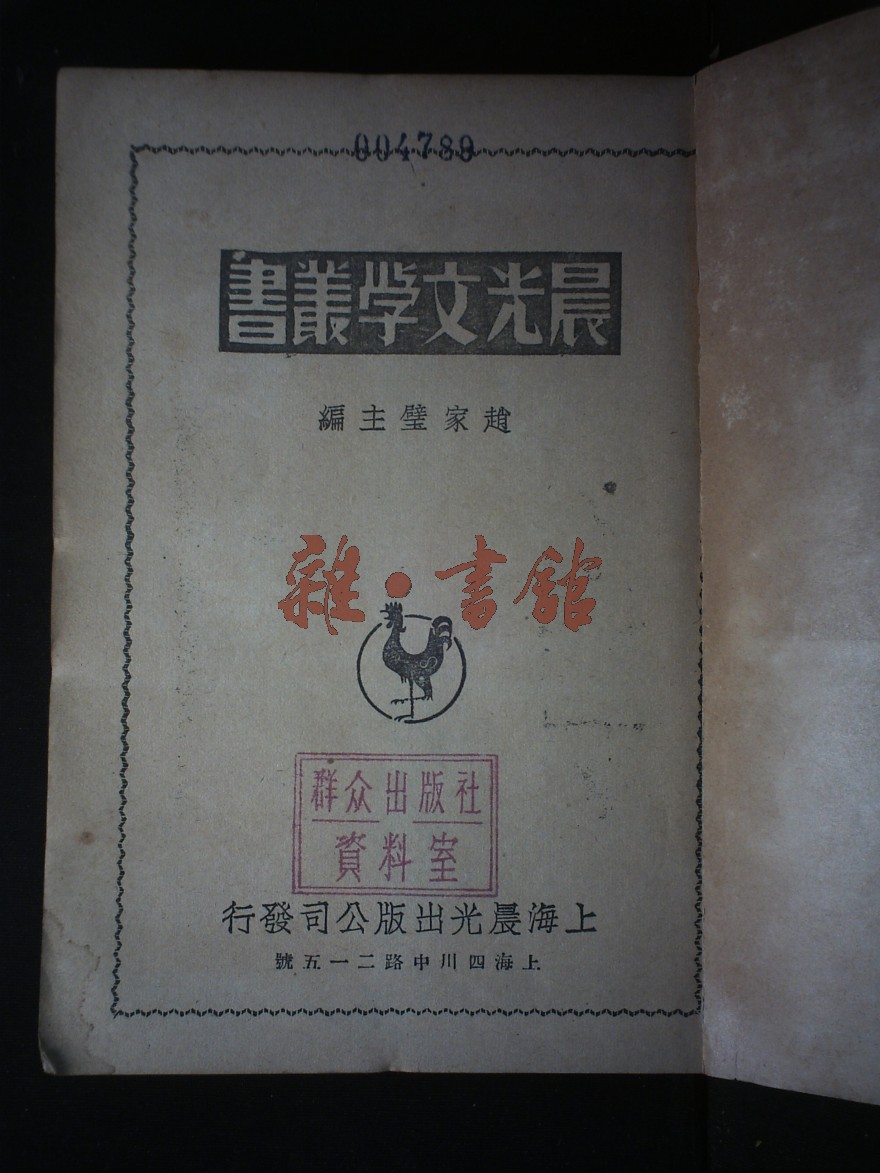 004789
晨光文学叢書
趙家璧主編
雜·書館
群众出版社
資料室
上海晨光出版公司發行
上海四川中路二一五號